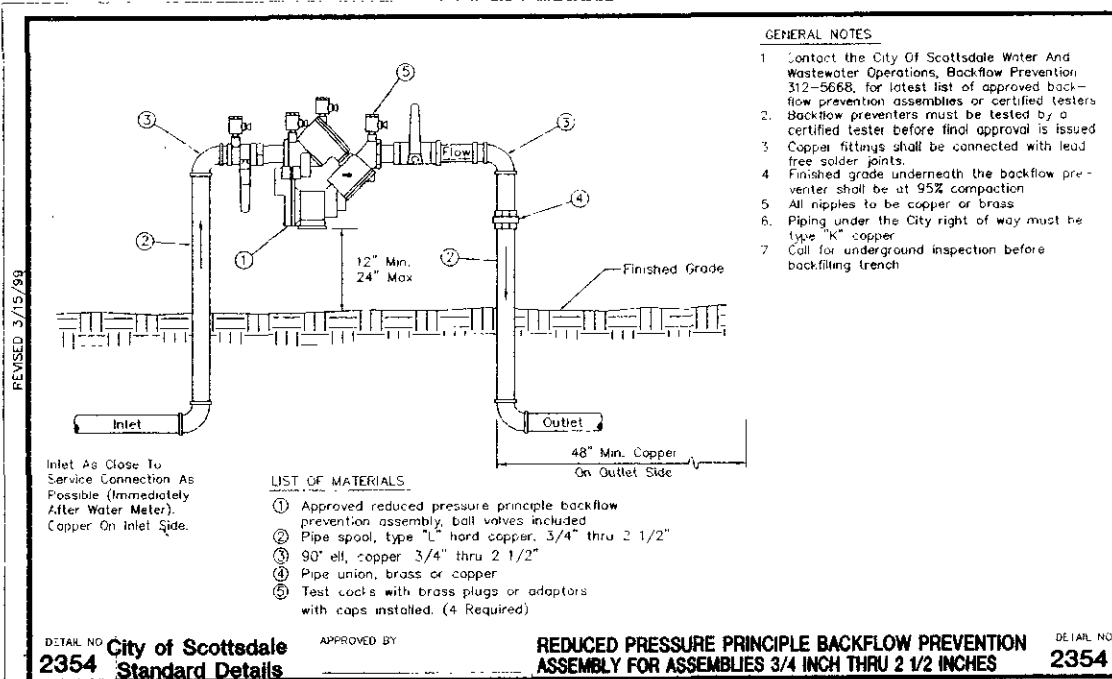 GENERAL NOTES
1 Contact the City Of Scottsdale Water And
Wastewater Operations, Backflow Prevention
312-5668, for latest list of approved back-
flow prevention assemblies or certified testers
2. Backflow preventers must be tested by a
certified tester before final approval is issued
3 Copper fittings shall be connected with lead
free solder joints.
4 Finished grade underneath the backflow pre-
venter shall be at 95% compaction
5 All nipples to be copper or brass
6. Piping under the City right of way must be
type "K" copper
7 Call for underground inspection before
backfilling trench
5
3
3
Flow
4
2
1
2
12" Min.
24" Max
Finished Grade
REVISED 3/15/99
Inlet
Outlet
48" Min. Copper
On Outlet Side
Inlet As Close To
Service Connection As
Possible (Immediately
After Water Meter).
Copper On Inlet Side.
LIST OF MATERIALS
1 Approved reduced pressure principle backflow
prevention assembly, ball valves included
2 Pipe spool, type "L" hard copper. 3/4" thru 2 1/2"
3 90° ell, copper 3/4" thru 2 1/2"
4 Pipe union, brass or copper
5 Test cocks with brass plugs or adaptors
with caps installed. (4 Required)
DETAIL NO
2354
City of Scottsdale
Standard Details
APPROVED BY
REDUCED PRESSURE PRINCIPLE BACKFLOW PREVENTION
ASSEMBLY FOR ASSEMBLIES 3/4 INCH THRU 2 1/2 INCHES
DETAIL NO
2354